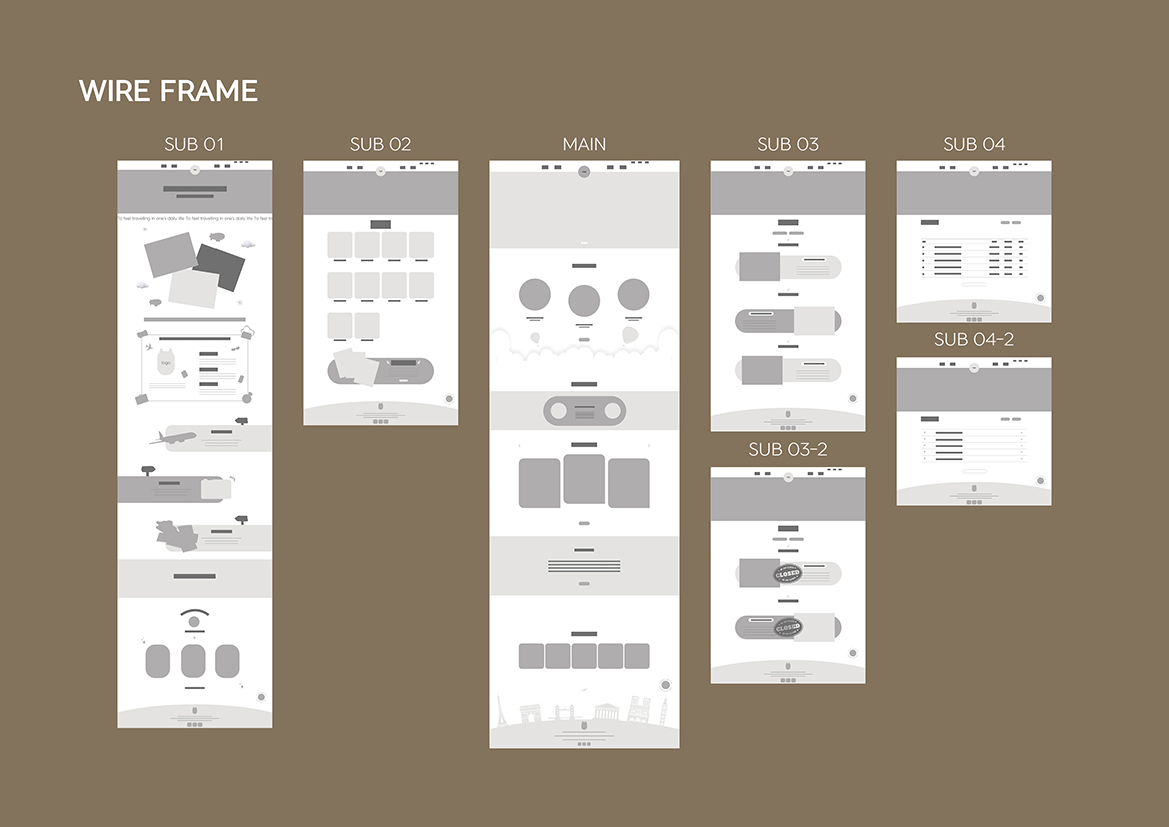 WIRE FRAME
SUB 01
SUB 02
MAIN
SUB 03
SUB 04
To feel travelling in one's daily life To feel travelling in one's daily life To feel tr
logo
SUB 04-2
SUB 03-2
CLOSED
CLOSED